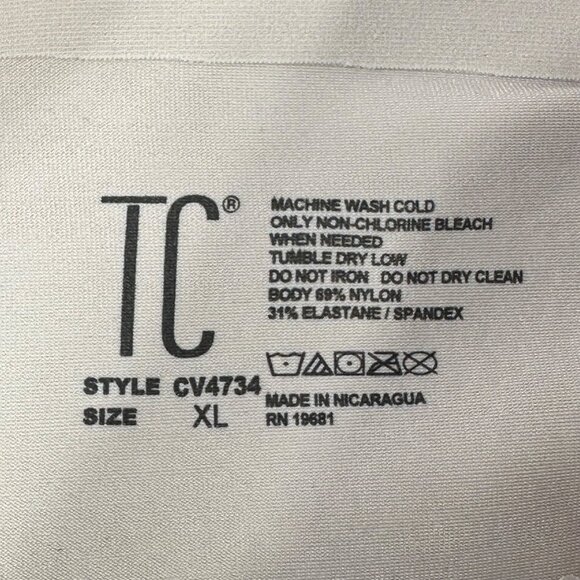 TC®
MACHINE WASH COLD
ONLY NON-CHLORINE BLEACH
WHEN NEEDED
TUMBLE DRY LOW
DO NOT IRON DO NOT DRY CLEAN
BODY 69% NYLON
31% ELASTANE / SPANDEX
STYLE CV4734
SIZE XL
MADE IN NICARAGUA
RN 19681